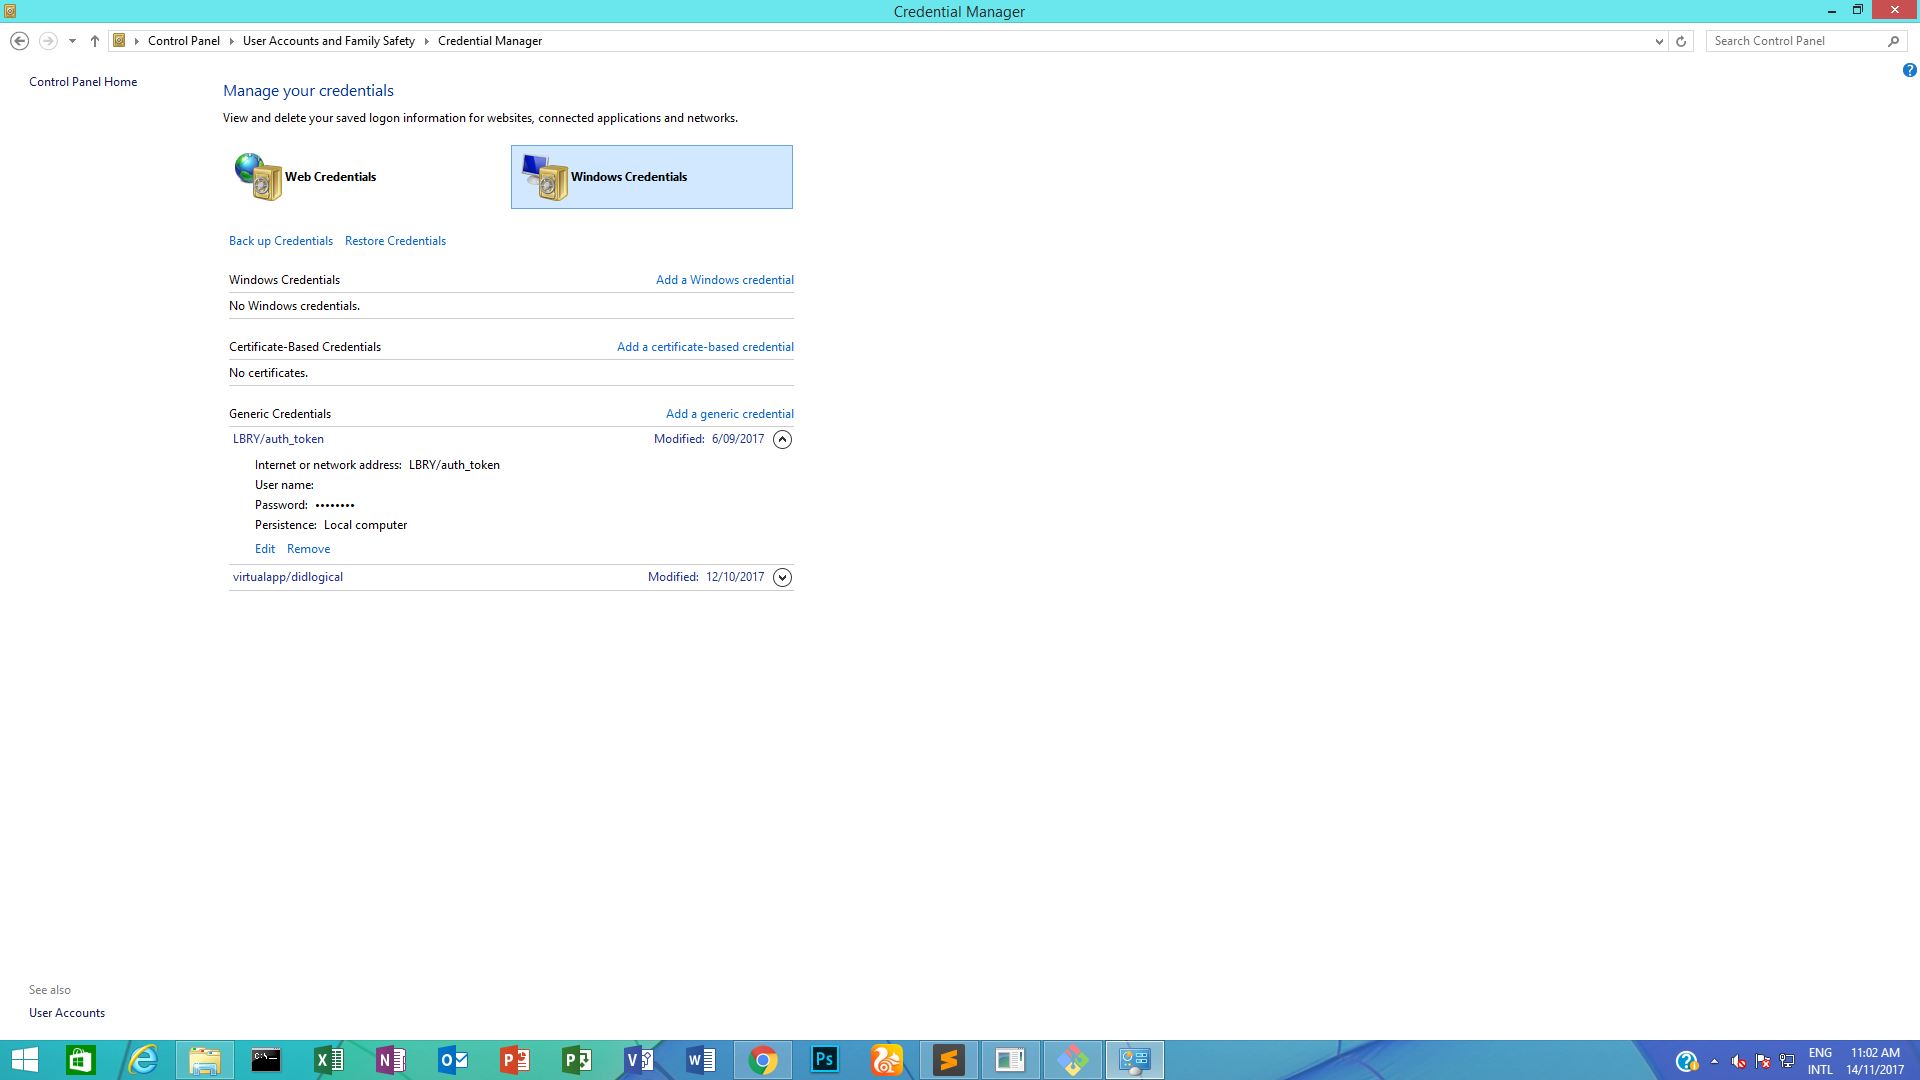 Credential Manager
Control Panel User Accounts and Family Safety Credential Manager
Search Control Panel
Control Panel Home
Manage your credentials
View and delete your saved logon information for websites, connected applications and networks.
Web Credentials
Windows Credentials
Back up Credentials Restore Credentials
Windows Credentials Add a Windows credential
No Windows credentials.
Certificate-Based Credentials Add a certificate-based credential
No certificates.
Generic Credentials Add a generic credential
LBRY/auth_token Modified: 6/09/2017
Internet or network address: LBRY/auth_token
User name:
Password: ••••••••
Persistence: Local computer
Edit Remove
virtualapp/didlogical Modified: 12/10/2017
See also
User Accounts
ENG 11:02 AM
INTL 14/11/2017